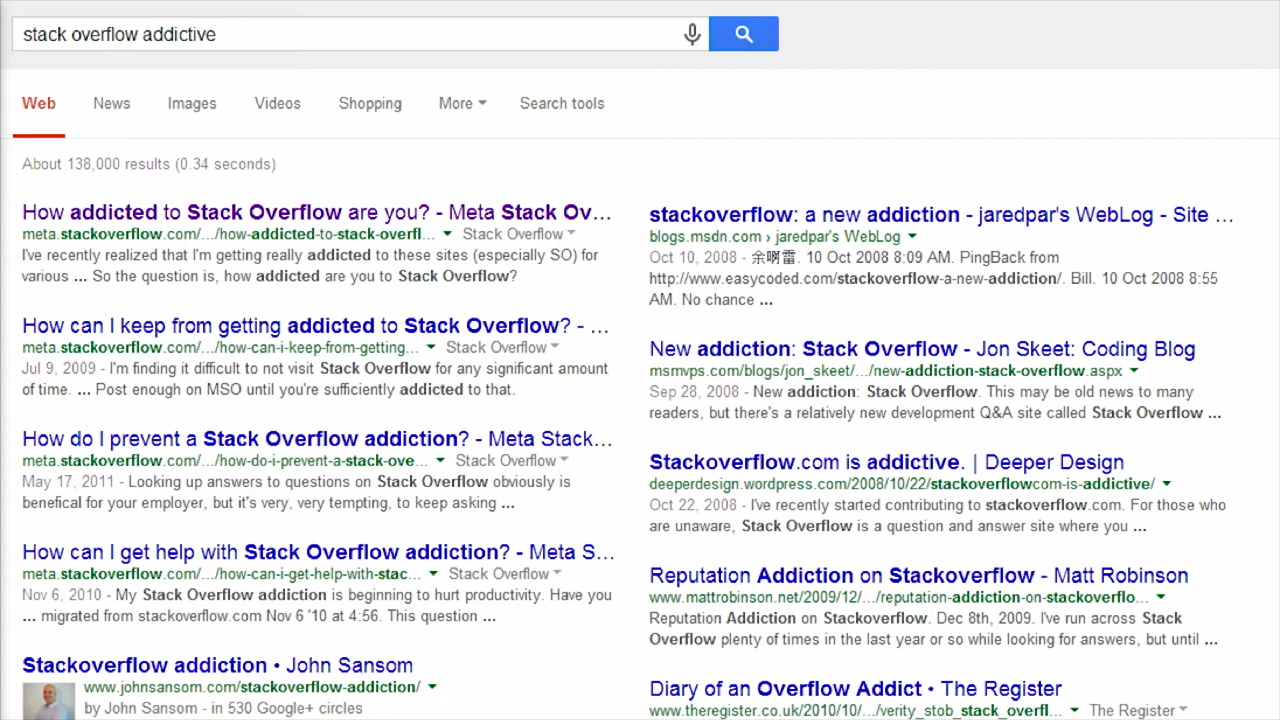 stack overflow addictive
Web News Images Videos Shopping More Search tools
About 138,000 results (0.34 seconds)
How addicted to Stack Overflow are you? - Meta Stack Ov...
meta.stackoverflow.com/.../how-addicted-to-stack-overfl... Stack Overflow
I've recently realized that I'm getting really addicted to these sites (especially SO) for
various ... So the question is, how addicted are you to Stack Overflow?
How can I keep from getting addicted to Stack Overflow? - ...
meta.stackoverflow.com/.../how-can-i-keep-from-getting... Stack Overflow
Jul 9, 2009 - I'm finding it difficult to not visit Stack Overflow for any significant amount
of time. ... Post enough on MSO until you're sufficiently addicted to that.
How do I prevent a Stack Overflow addiction? - Meta Stack...
meta.stackoverflow.com/.../how-do-i-prevent-a-stack-ove... Stack Overflow
May 17, 2011 - Looking up answers to questions on Stack Overflow obviously is
benefical for your employer, but it's very, very tempting, to keep asking ...
How can I get help with Stack Overflow addiction? - Meta S...
meta.stackoverflow.com/.../how-can-i-get-help-with-stac... Stack Overflow
Nov 6, 2010 - My Stack Overflow addiction is beginning to hurt productivity. Have you
... migrated from stackoverflow.com Nov 6 '10 at 4:56. This question ...
Stackoverflow addiction • John Sansom
www.johnsansom.com/stackoverflow-addiction/
by John Sansom - in 530 Google+ circles
stackoverflow: a new addiction - jaredpar's WebLog - Site ...
blogs.msdn.com › jaredpar's WebLog
Oct 10, 2008 - 余啊雷. 10 Oct 2008 8:09 AM. PingBack from
http://www.easycoded.com/stackoverflow-a-new-addiction/. Bill. 10 Oct 2008 8:55
AM. No chance ...
New addiction: Stack Overflow - Jon Skeet: Coding Blog
msmvps.com/blogs/jon_skeet/.../new-addiction-stack-overflow.aspx
Sep 28, 2008 - New addiction: Stack Overflow. This may be old news to many
readers, but there's a relatively new development Q&A site called Stack Overflow ...
Stackoverflow.com is addictive. | Deeper Design
deeperdesign.wordpress.com/2008/10/22/stackoverflowcom-is-addictive/
Oct 22, 2008 - I've recently started contributing to stackoverflow.com. For those who
are unaware, Stack Overflow is a question and answer site where you ...
Reputation Addiction on Stackoverflow - Matt Robinson
www.mattrobinson.net/2009/12/.../reputation-addiction-on-stackoverflo...
Reputation Addiction on Stackoverflow. Dec 8th, 2009. I've run across Stack
Overflow plenty of times in the last year or so while looking for answers, but until ...
Diary of an Overflow Addict • The Register
www.theregister.co.uk/2010/10/.../verity_stob_stack_overfl... The Register